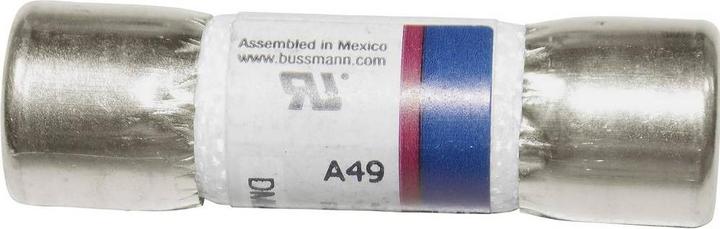 Assembled in Mexico
www.bussmann.com
A49